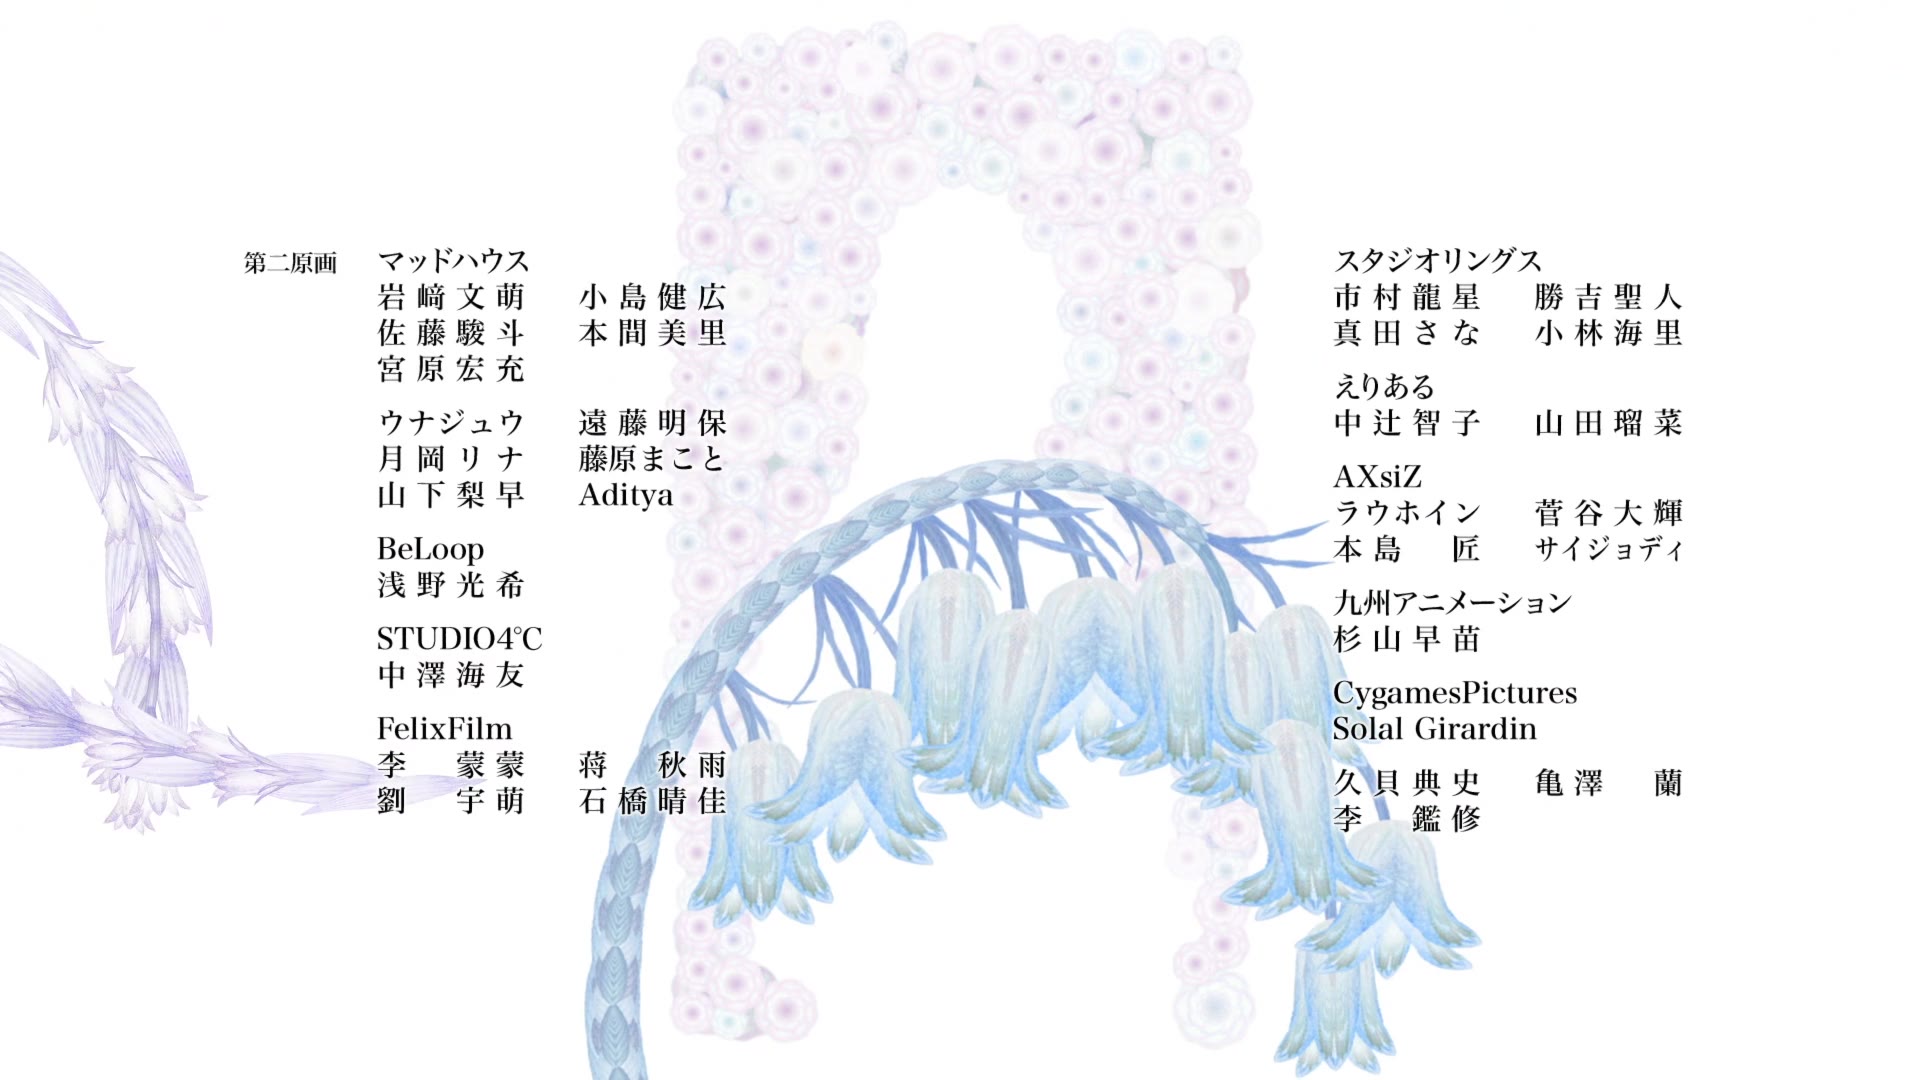 第二原画
マッドハウス
岩﨑文萌 小島健広
佐藤駿斗 本間美里
宮原宏充
ウナジュウ 遠藤明保
月岡リナ 藤原まこと
山下梨早 Aditya
BeLoop
浅野光希
STUDIO4℃
中澤海友
FelixFilm
李 蒙蒙 蒋 秋雨
劉 宇萌 石橋晴佳
スタジオリングス
市村龍星 勝吉聖人
真田さな 小林海里
えりある
中辻智子 山田瑠菜
AXsiZ
ラウホイン 菅谷大輝
本島 匠 サイジョディ
九州アニメーション
杉山早苗
CygamesPictures
Solal Girardin
久貝典史 亀澤 蘭
李 鑑修